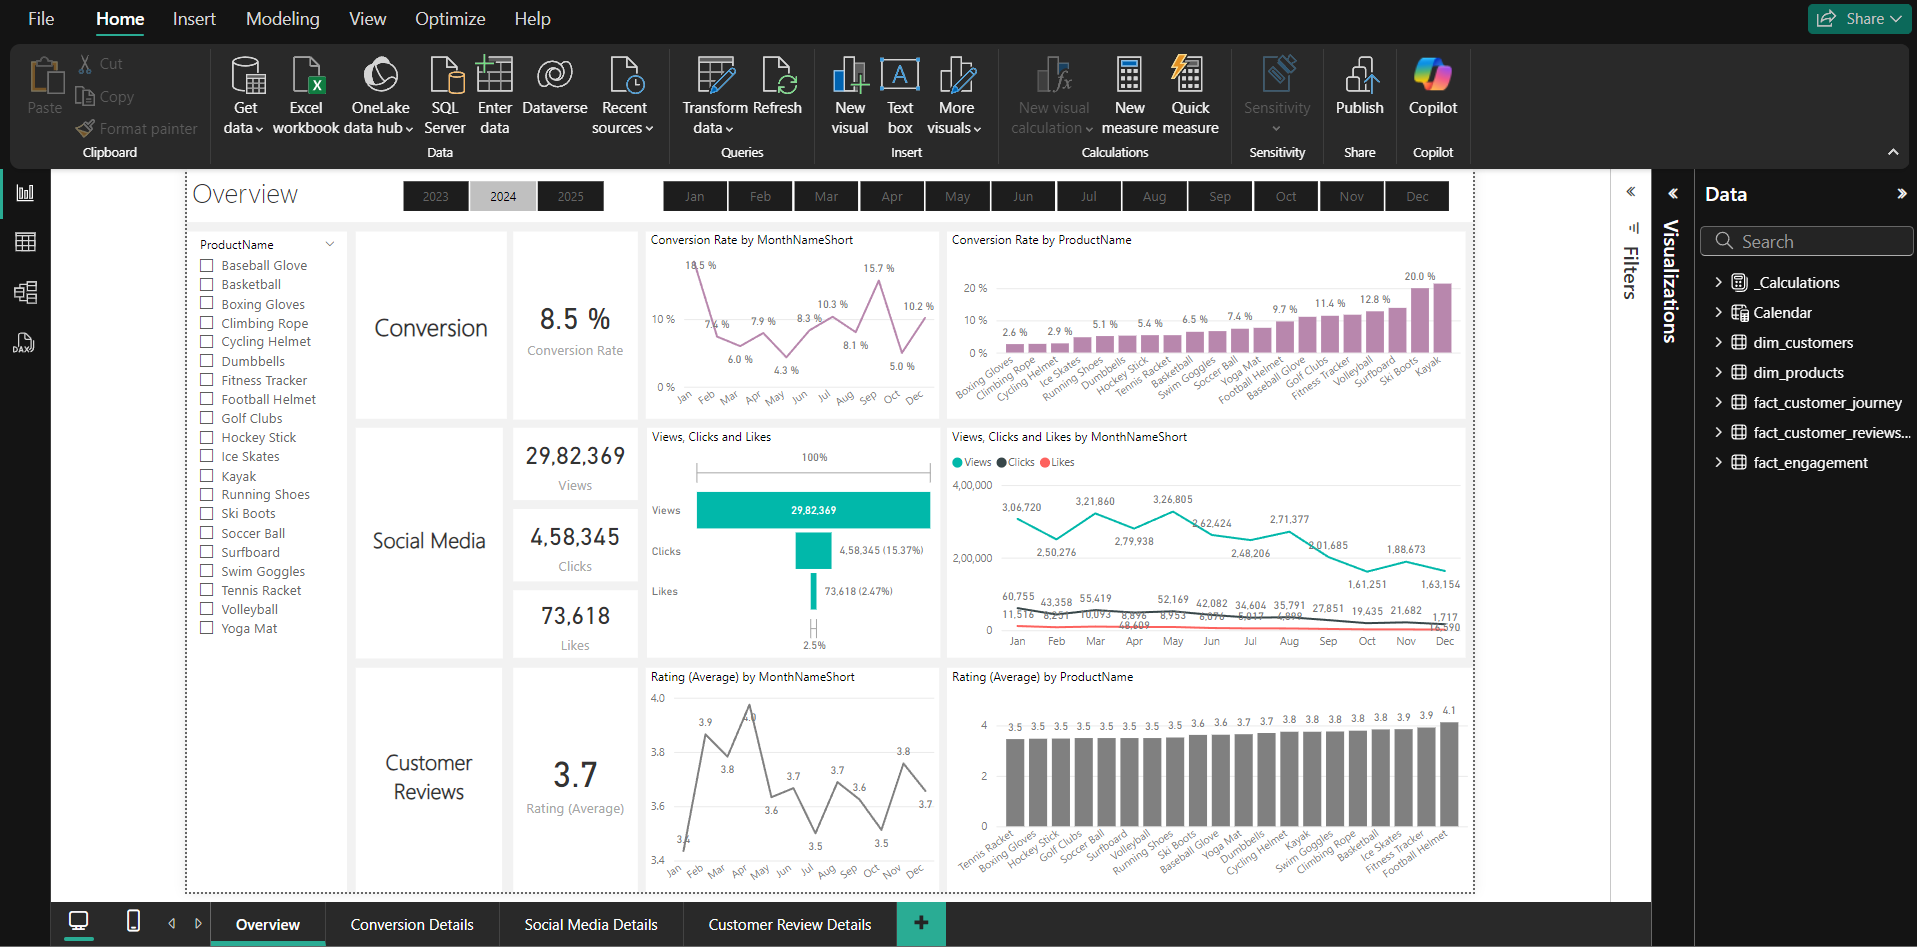 File Home Insert Modeling View Optimize Help
Share
Paste
Cut
Copy
Format painter
Clipboard
Get data
Excel workbook
OneLake data hub
SQL Server
Enter data
Dataverse
Recent sources
Data
Transform data
Refresh
Queries
New visual
Text box
More visuals
Insert
New visual calculation
New measure
Quick measure
Calculations
Sensitivity
Sensitivity
Publish
Share
Copilot
Copilot
Overview
2023 2024 2025
Jan Feb Mar Apr May Jun Jul Aug Sep Oct Nov Dec
ProductName
Baseball Glove
Basketball
Boxing Gloves
Climbing Rope
Cycling Helmet
Dumbbells
Fitness Tracker
Football Helmet
Golf Clubs
Hockey Stick
Ice Skates
Kayak
Running Shoes
Ski Boots
Soccer Ball
Surfboard
Swim Goggles
Tennis Racket
Volleyball
Yoga Mat
Conversion
8.5 %
Conversion Rate
Conversion Rate by MonthNameShort
18.5 % 7.4 % 6.0 % 7.9 % 4.3 % 8.3 % 10.3 % 8.1 % 15.7 % 5.0 % 10.2 %
10 %
0 %
Jan Feb Mar Apr May Jun Jul Aug Sep Oct Nov Dec
Conversion Rate by ProductName
20 %
10 %
0 %
2.6 % 2.9 % 5.1 % 5.4 % 6.5 % 7.4 % 9.7 % 11.4 % 12.8 % 20.0 %
Boxing Gloves Climbing Rope Cycling Helmet Ice Skates Running Shoes Dumbbells Hockey Stick Tennis Racket Basketball Swim Goggles Soccer Ball Yoga Mat Football Helmet Baseball Glove Golf Clubs Fitness Tracker Volleyball Surfboard Ski Boots Kayak
Social Media
29,82,369
Views
4,58,345
Clicks
73,618
Likes
Views, Clicks and Likes
100%
Views 29,82,369
Clicks 4,58,345 (15.37%)
Likes 73,618 (2.47%)
2.5%
Views, Clicks and Likes by MonthNameShort
Views Clicks Likes
4,00,000
2,00,000
0
3,06,720 2,50,276 3,21,860 2,79,938 3,26,805 2,62,424 2,48,206 2,71,377 2,01,685 1,61,251 1,88,673 1,63,154
60,755 43,358 55,419 48,609 52,169 42,082 34,604 35,791 27,851 19,435 21,682 16,590
11,516 8,251 10,093 8,896 8,953 6,076 5,017 4,898 1,717
Jan Feb Mar Apr May Jun Jul Aug Sep Oct Nov Dec
Customer Reviews
3.7
Rating (Average)
Rating (Average) by MonthNameShort
4.0
3.8
3.6
3.4
3.4 3.9 3.8 4.0 3.6 3.7 3.5 3.7 3.6 3.5 3.8 3.7
Jan Feb Mar Apr May Jun Jul Aug Sep Oct Nov Dec
Rating (Average) by ProductName
4
2
0
3.5 3.5 3.5 3.5 3.5 3.5 3.5 3.5 3.6 3.6 3.7 3.7 3.8 3.8 3.8 3.8 3.8 3.9 3.9 4.1
Tennis Racket Boxing Gloves Hockey Stick Golf Clubs Soccer Ball Surfboard Volleyball Running Shoes Ski Boots Baseball Glove Yoga Mat Dumbbells Cycling Helmet Kayak Swim Goggles Climbing Rope Basketball Ice Skates Fitness Tracker Football Helmet
Filters
Visualizations
Data
Search
_Calculations
Calendar
dim_customers
dim_products
fact_customer_journey
fact_customer_reviews...
fact_engagement
DAX
Overview
Conversion Details
Social Media Details
Customer Review Details